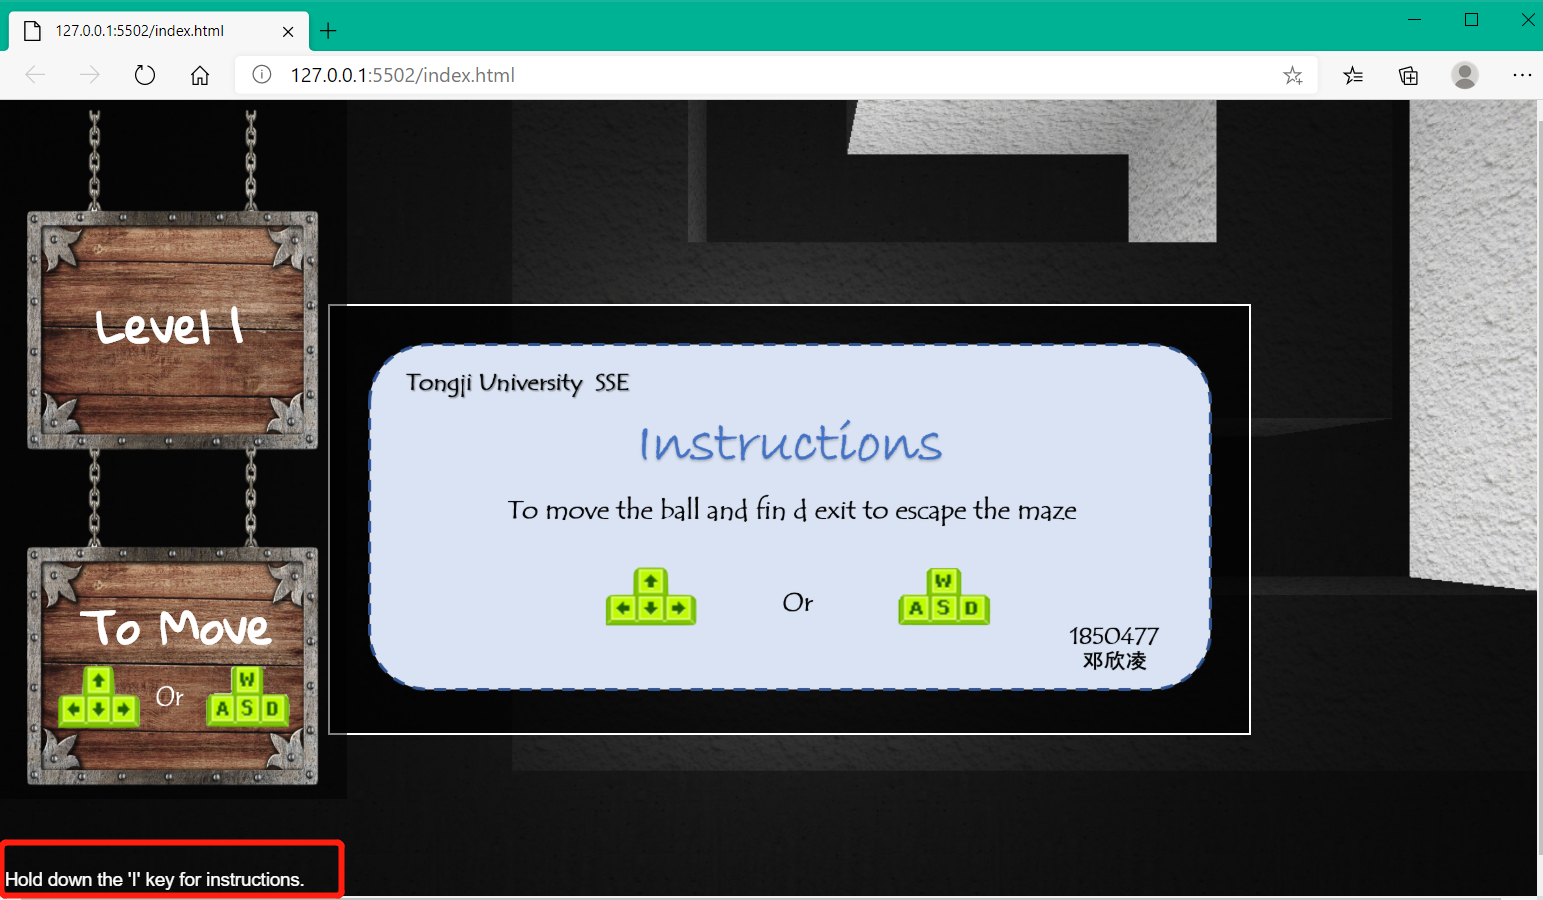 127.0.0.1:5502/index.html
127.0.0.1:5502/index.html
Level 1
To Move
Or
W
A S D
Tongji University SSE
Instructions
To move the ball and fin d exit to escape the maze
W
Or
A S D
1850477
邓欣凌
Hold down the 'I' key for instructions.